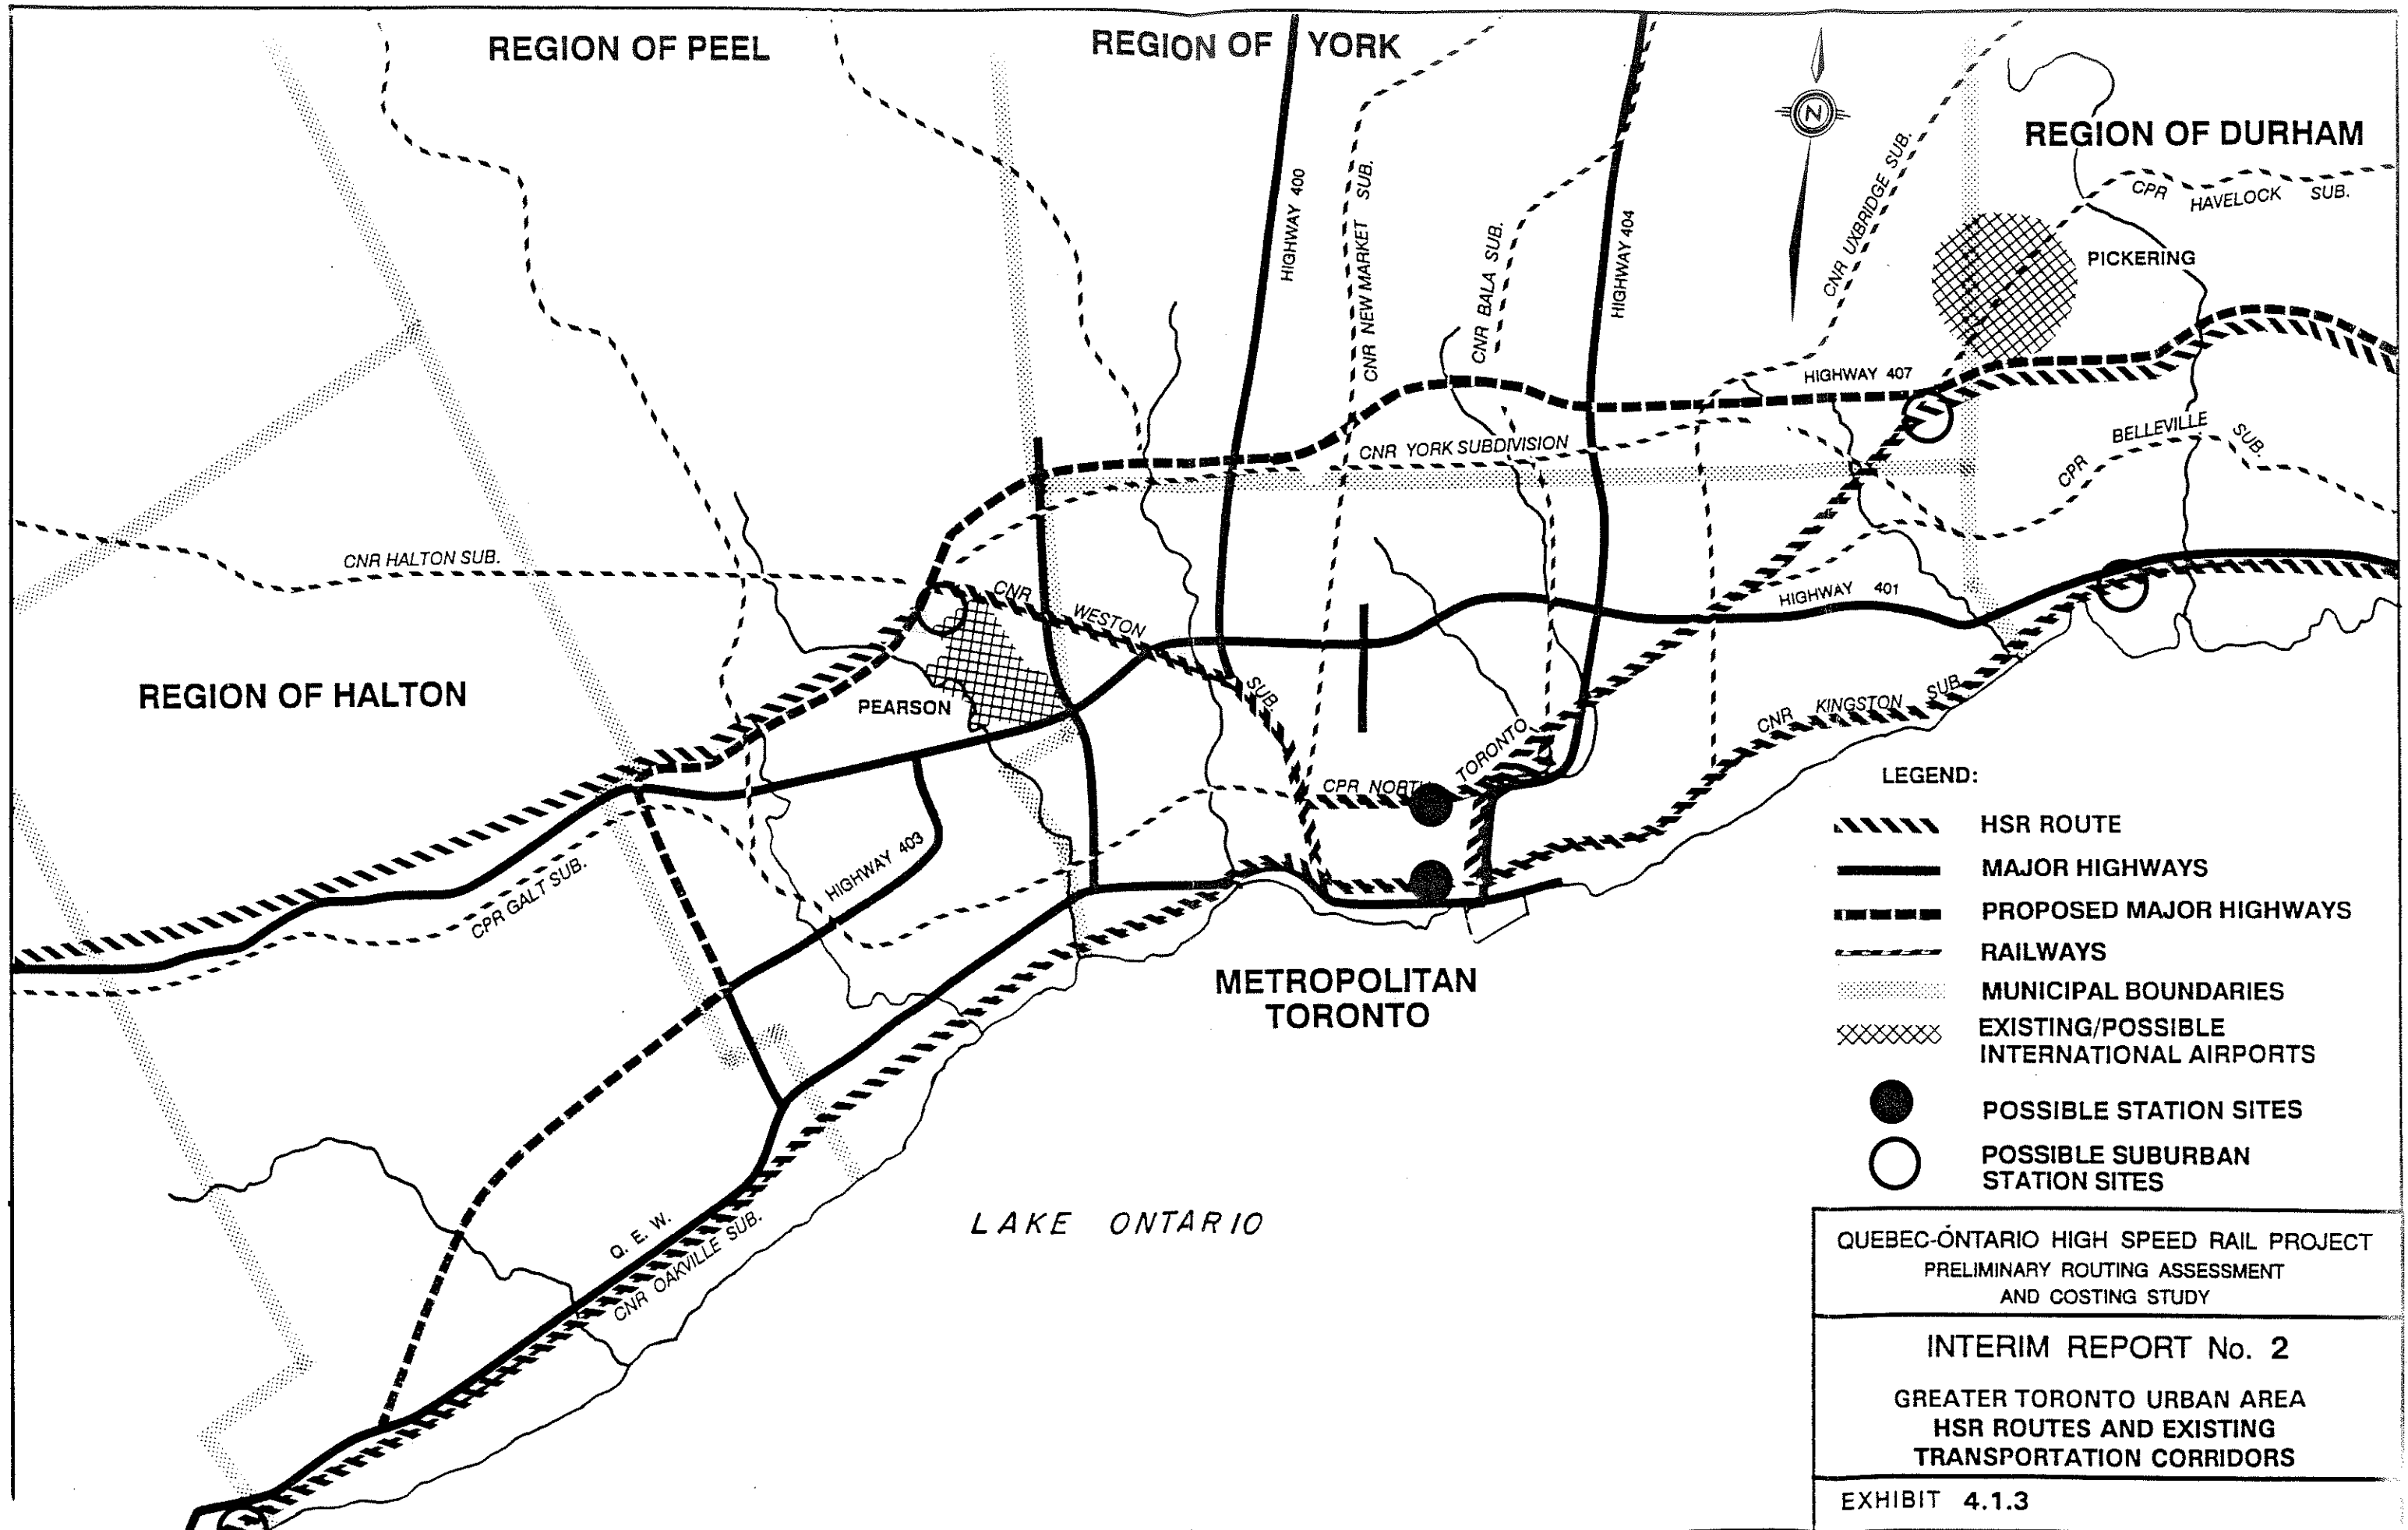 REGION OF PEEL
REGION OF YORK
REGION OF DURHAM
HIGHWAY 400
CNR NEW MARKET SUB.
CNR BALA SUB.
HIGHWAY 404
CNR UXBRIDGE SUB.
N
CPR HAVELOCK SUB.
PICKERING
HIGHWAY 407
CNR YORK SUBDIVISION
CPR BELLEVILLE SUB.
CNR HALTON SUB.
CNR WESTON SUB.
HIGHWAY 401
REGION OF HALTON
PEARSON
CNR KINGSTON SUB.
CPR NORTH TORONTO
HIGHWAY 403
CPR GALT SUB.
METROPOLITAN
TORONTO
Q. E. W.
CNR OAKVILLE SUB.
LAKE ONTARIO
LEGEND:
HSR ROUTE
MAJOR HIGHWAYS
PROPOSED MAJOR HIGHWAYS
RAILWAYS
MUNICIPAL BOUNDARIES
EXISTING/POSSIBLE
INTERNATIONAL AIRPORTS
POSSIBLE STATION SITES
POSSIBLE SUBURBAN
STATION SITES
QUEBEC-ONTARIO HIGH SPEED RAIL PROJECT
PRELIMINARY ROUTING ASSESSMENT
AND COSTING STUDY
INTERIM REPORT No. 2
GREATER TORONTO URBAN AREA
HSR ROUTES AND EXISTING
TRANSPORTATION CORRIDORS
EXHIBIT 4.1.3